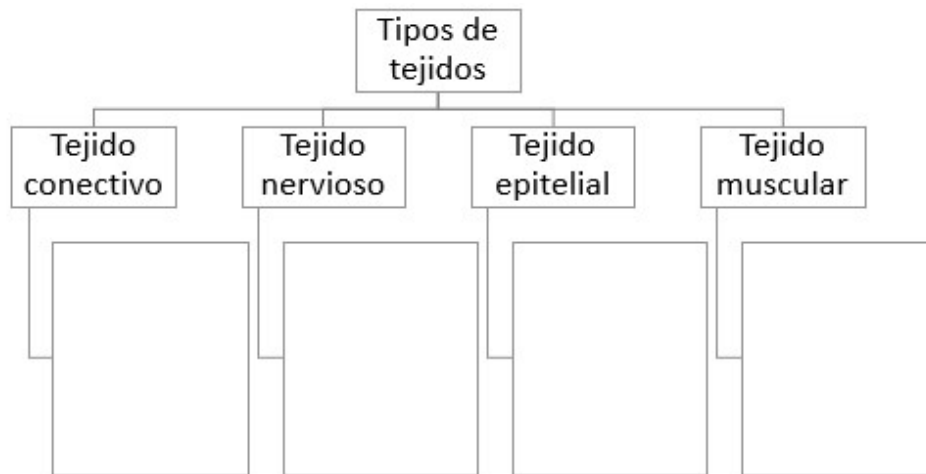 Tipos de
tejidos
Tejido
conectivo
Tejido
nervioso
Tejido
epitelial
Tejido
muscular